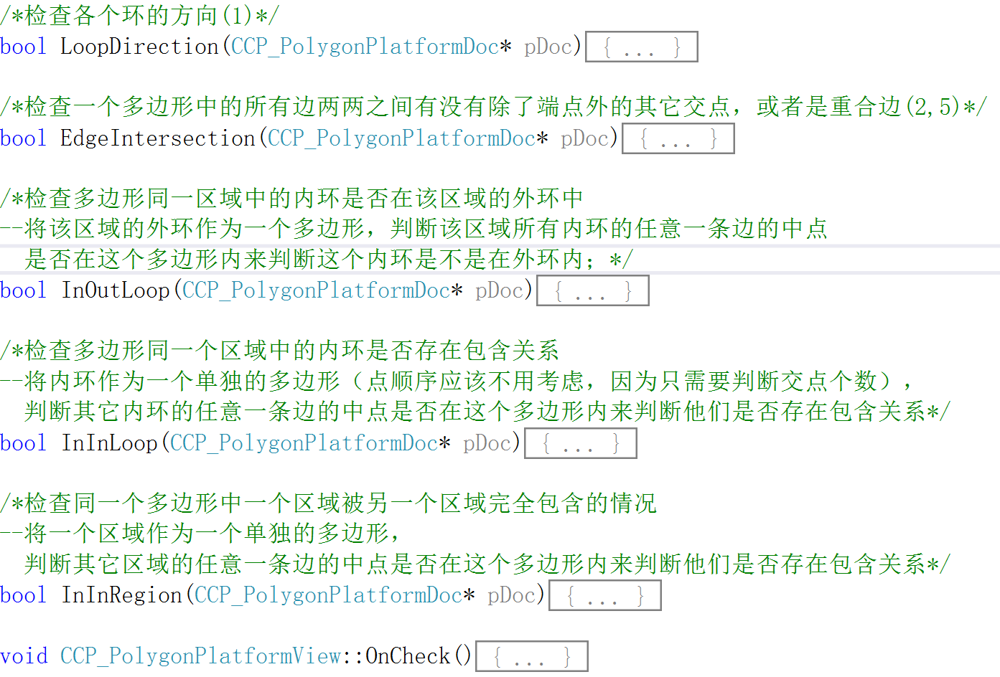 /*检查各个环的方向(1)*/
bool LoopDirection(CCP_PolygonPlatformDoc* pDoc){ ... }
/*检查一个多边形中的所有边两两之间有没有除了端点外的其它交点，或者是重合边(2,5)*/
bool EdgeIntersection(CCP_PolygonPlatformDoc* pDoc){ ... }
/*检查多边形同一区域中的内环是否在该区域的外环中
--将该区域的外环作为一个多边形，判断该区域所有内环的任意一条边的中点
是否在这个多边形内来判断这个内环是不是在外环内；*/
bool InOutLoop(CCP_PolygonPlatformDoc* pDoc){ ... }
/*检查多边形同一个区域中的内环是否存在包含关系
--将内环作为一个单独的多边形（点顺序应该不用考虑，因为只需要判断交点个数），
判断其它内环的任意一条边的中点是否在这个多边形内来判断他们是否存在包含关系*/
bool InInLoop(CCP_PolygonPlatformDoc* pDoc){ ... }
/*检查同一个多边形中一个区域被另一个区域完全包含的情况
--将一个区域作为一个单独的多边形，
判断其它区域的任意一条边的中点是否在这个多边形内来判断他们是否存在包含关系*/
bool InInRegion(CCP_PolygonPlatformDoc* pDoc){ ... }
void CCP_PolygonPlatformView::OnCheck(){ ... }